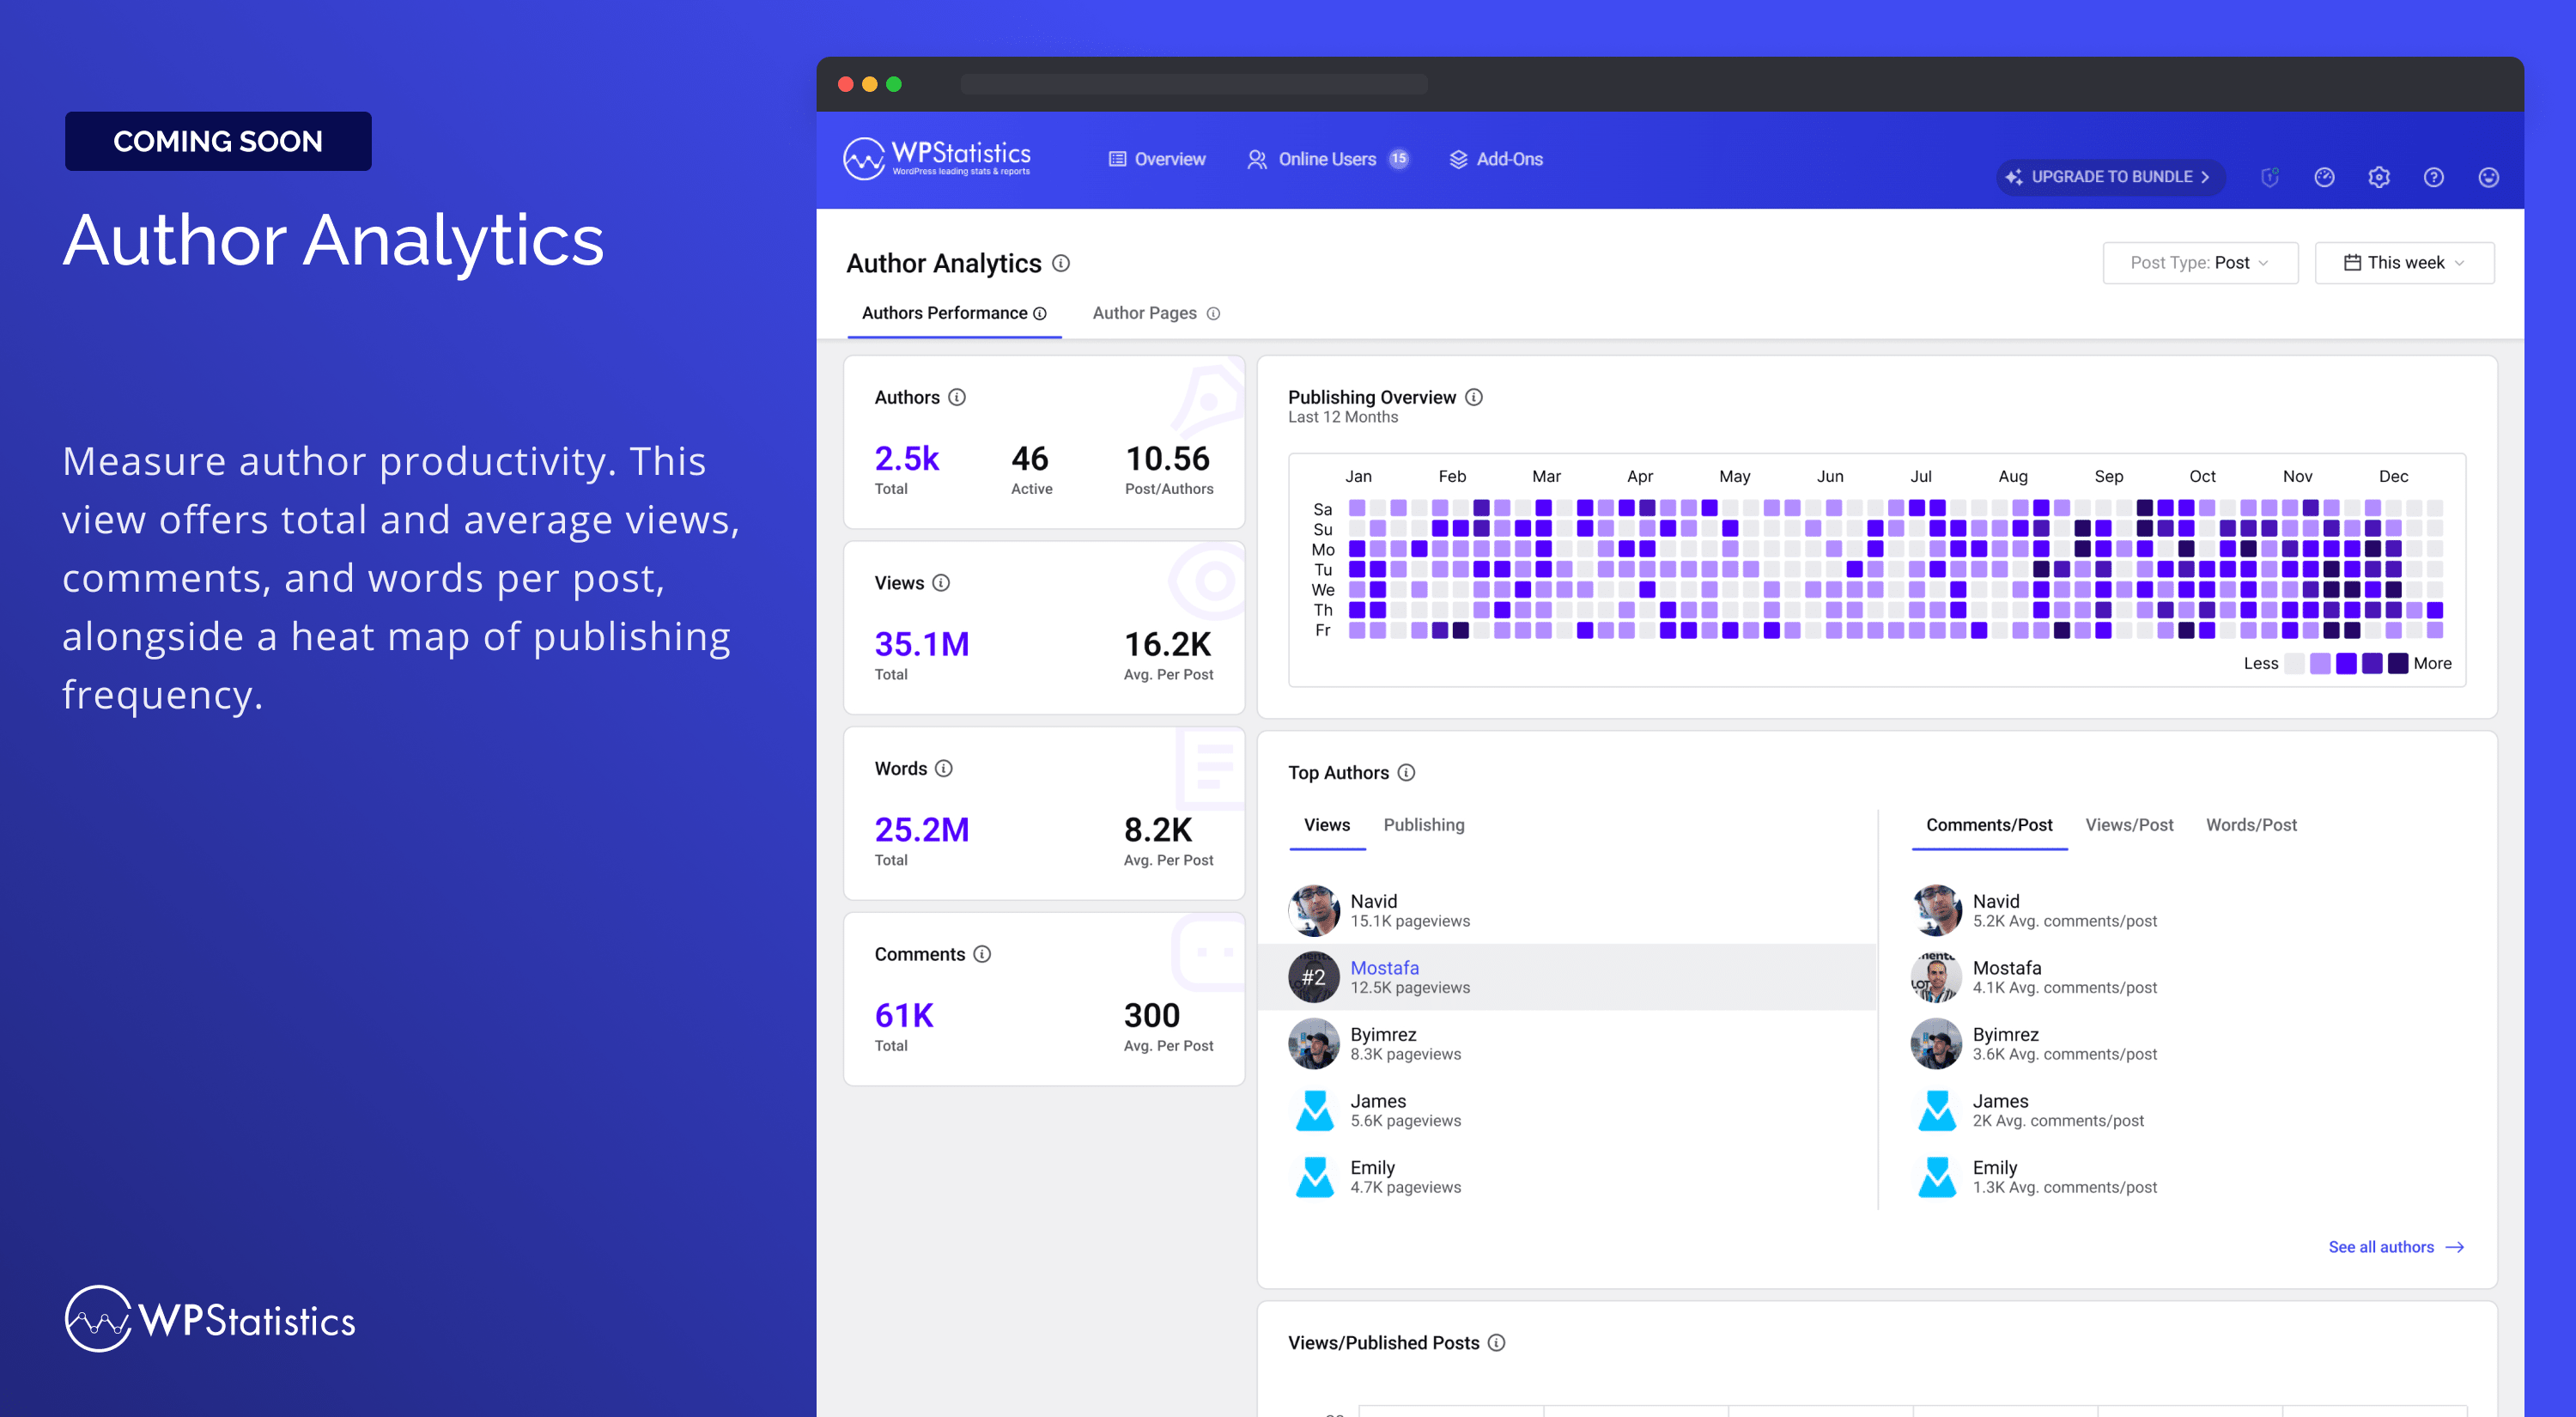 COMING SOON
Author Analytics
Measure author productivity. This
view offers total and average views,
comments, and words per post,
alongside a heat map of publishing
frequency.
WPStatistics
WPStatistics
WordPress leading stats & reports
Overview
Online Users 15
Add-Ons
UPGRADE TO BUNDLE
Author Analytics
Post Type: Post
This week
Authors Performance
Author Pages
Authors
2.5k 46 10.56
Total Active Post/Authors
Views
35.1M 16.2K
Total Avg. Per Post
Words
25.2M 8.2K
Total Avg. Per Post
Comments
61K 300
Total Avg. Per Post
Publishing Overview
Last 12 Months
Jan Feb Mar Apr May Jun Jul Aug Sep Oct Nov Dec
Sa
Su
Mo
Tu
We
Th
Fr
Less More
Top Authors
Views Publishing
Navid
15.1K pageviews
#2
Mostafa
12.5K pageviews
Byimrez
8.3K pageviews
James
5.6K pageviews
Emily
4.7K pageviews
Comments/Post Views/Post Words/Post
Navid
5.2K Avg. comments/post
Mostafa
4.1K Avg. comments/post
Byimrez
3.6K Avg. comments/post
James
2K Avg. comments/post
Emily
1.3K Avg. comments/post
See all authors
Views/Published Posts